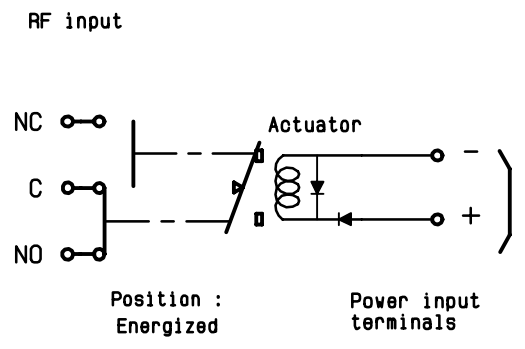 RF input
NC
Actuator
−
C
+
NO
Position :
Energized
Power input
terminals